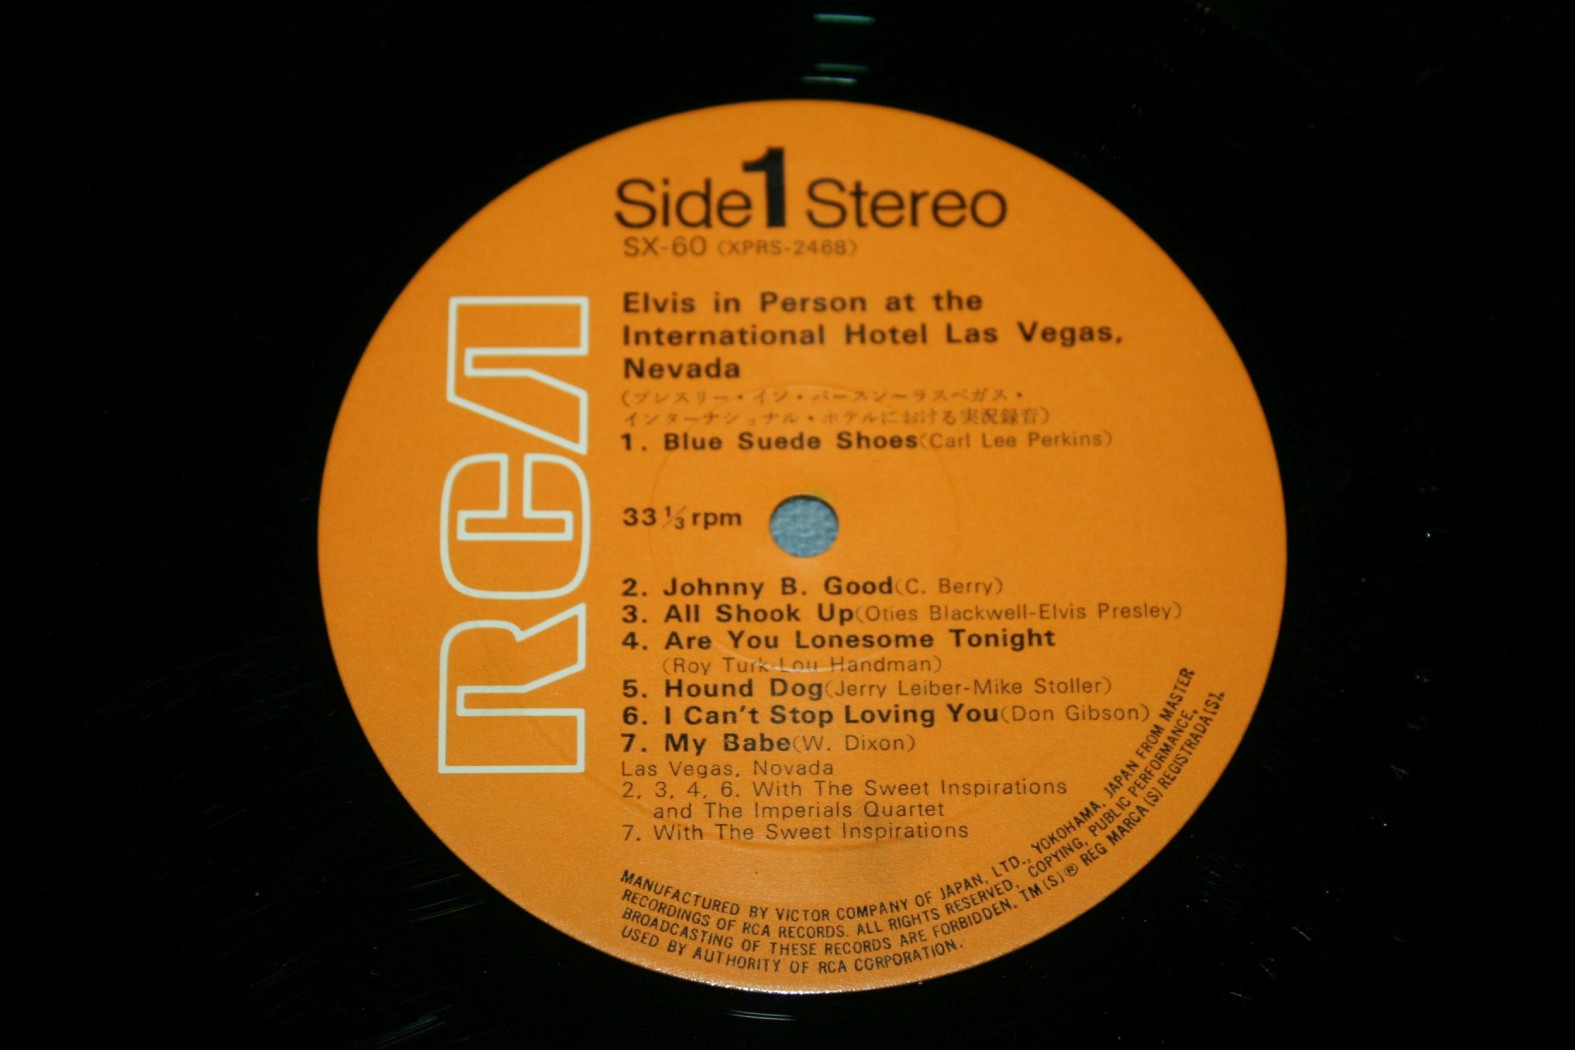 Side 1 Stereo
SX-60 (XPRS-2468)
Elvis in Person at the
International Hotel Las Vegas,
Nevada
(プレスリー・イン・パースン〜ラスベガス・
インターナショナル・ホテルにおける実況録音)
1. Blue Suede Shoes(Carl Lee Perkins)
33 1/3 rpm
2. Johnny B. Good(C. Berry)
3. All Shook Up(Oties Blackwell-Elvis Presley)
4. Are You Lonesome Tonight
(Roy Turk-Lou Handman)
5. Hound Dog(Jerry Leiber-Mike Stoller)
6. I Can't Stop Loving You(Don Gibson)
7. My Babe(W. Dixon)
Las Vegas, Novada
2, 3, 4, 6. With The Sweet Inspirations
and The Imperials Quartet
7. With The Sweet Inspirations
RCA
MANUFACTURED BY VICTOR COMPANY OF JAPAN, LTD., YOKOHAMA, JAPAN FROM MASTER
RECORDINGS OF RCA RECORDS. ALL RIGHTS RESERVED, COPYING, PUBLIC PERFORMANCE,
BROADCASTING OF THESE RECORDS ARE FORBIDDEN. TM(S)® REG MARCA(S) REGISTRADA(S).
USED BY AUTHORITY OF RCA CORPORATION.